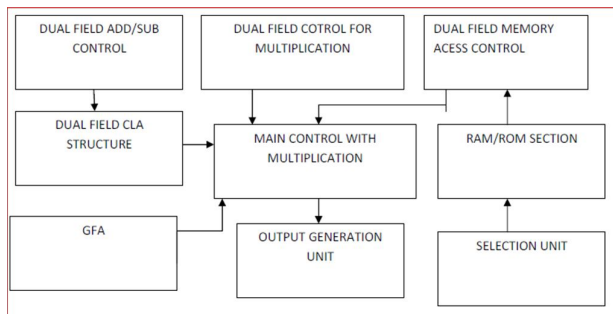 DUAL FIELD ADD/SUB
CONTROL
DUAL FIELD COTROL FOR
MULTIPLICATION
DUAL FIELD MEMORY
ACESS CONTROL
DUAL FIELD CLA
STRUCTURE
MAIN CONTROL WITH
MULTIPLICATION
RAM/ROM SECTION
GFA
OUTPUT GENERATION
UNIT
SELECTION UNIT